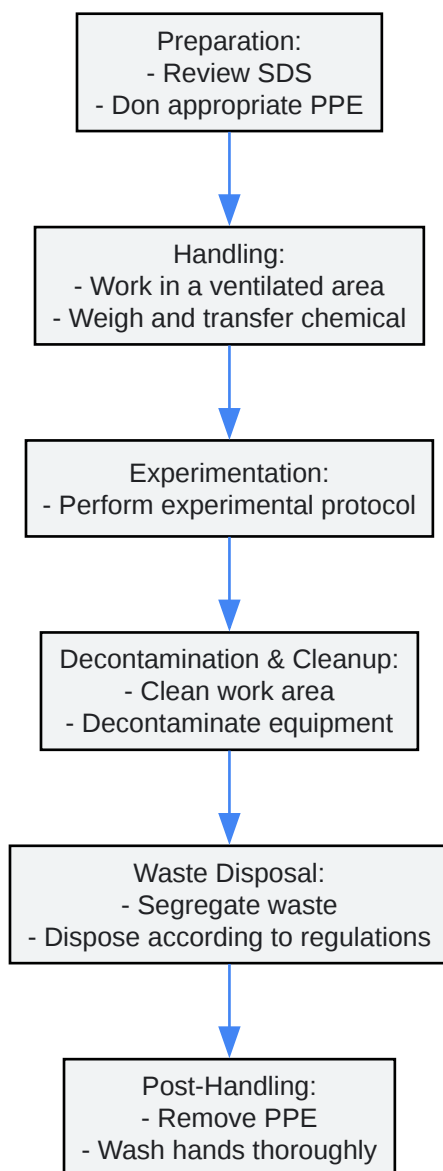 Preparation:
- Review SDS
- Don appropriate PPE
Handling:
- Work in a ventilated area
- Weigh and transfer chemical
Experimentation:
- Perform experimental protocol
Decontamination & Cleanup:
- Clean work area
- Decontaminate equipment
Waste Disposal:
- Segregate waste
- Dispose according to regulations
Post-Handling:
- Remove PPE
- Wash hands thoroughly